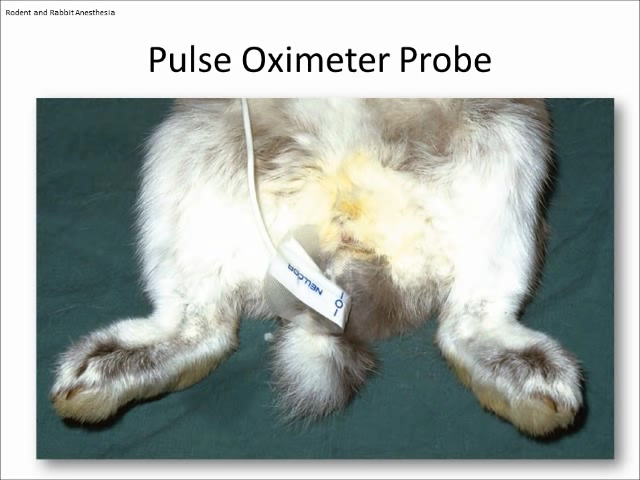 Rodent and Rabbit Anesthesia
Pulse Oximeter Probe
NELLCOR